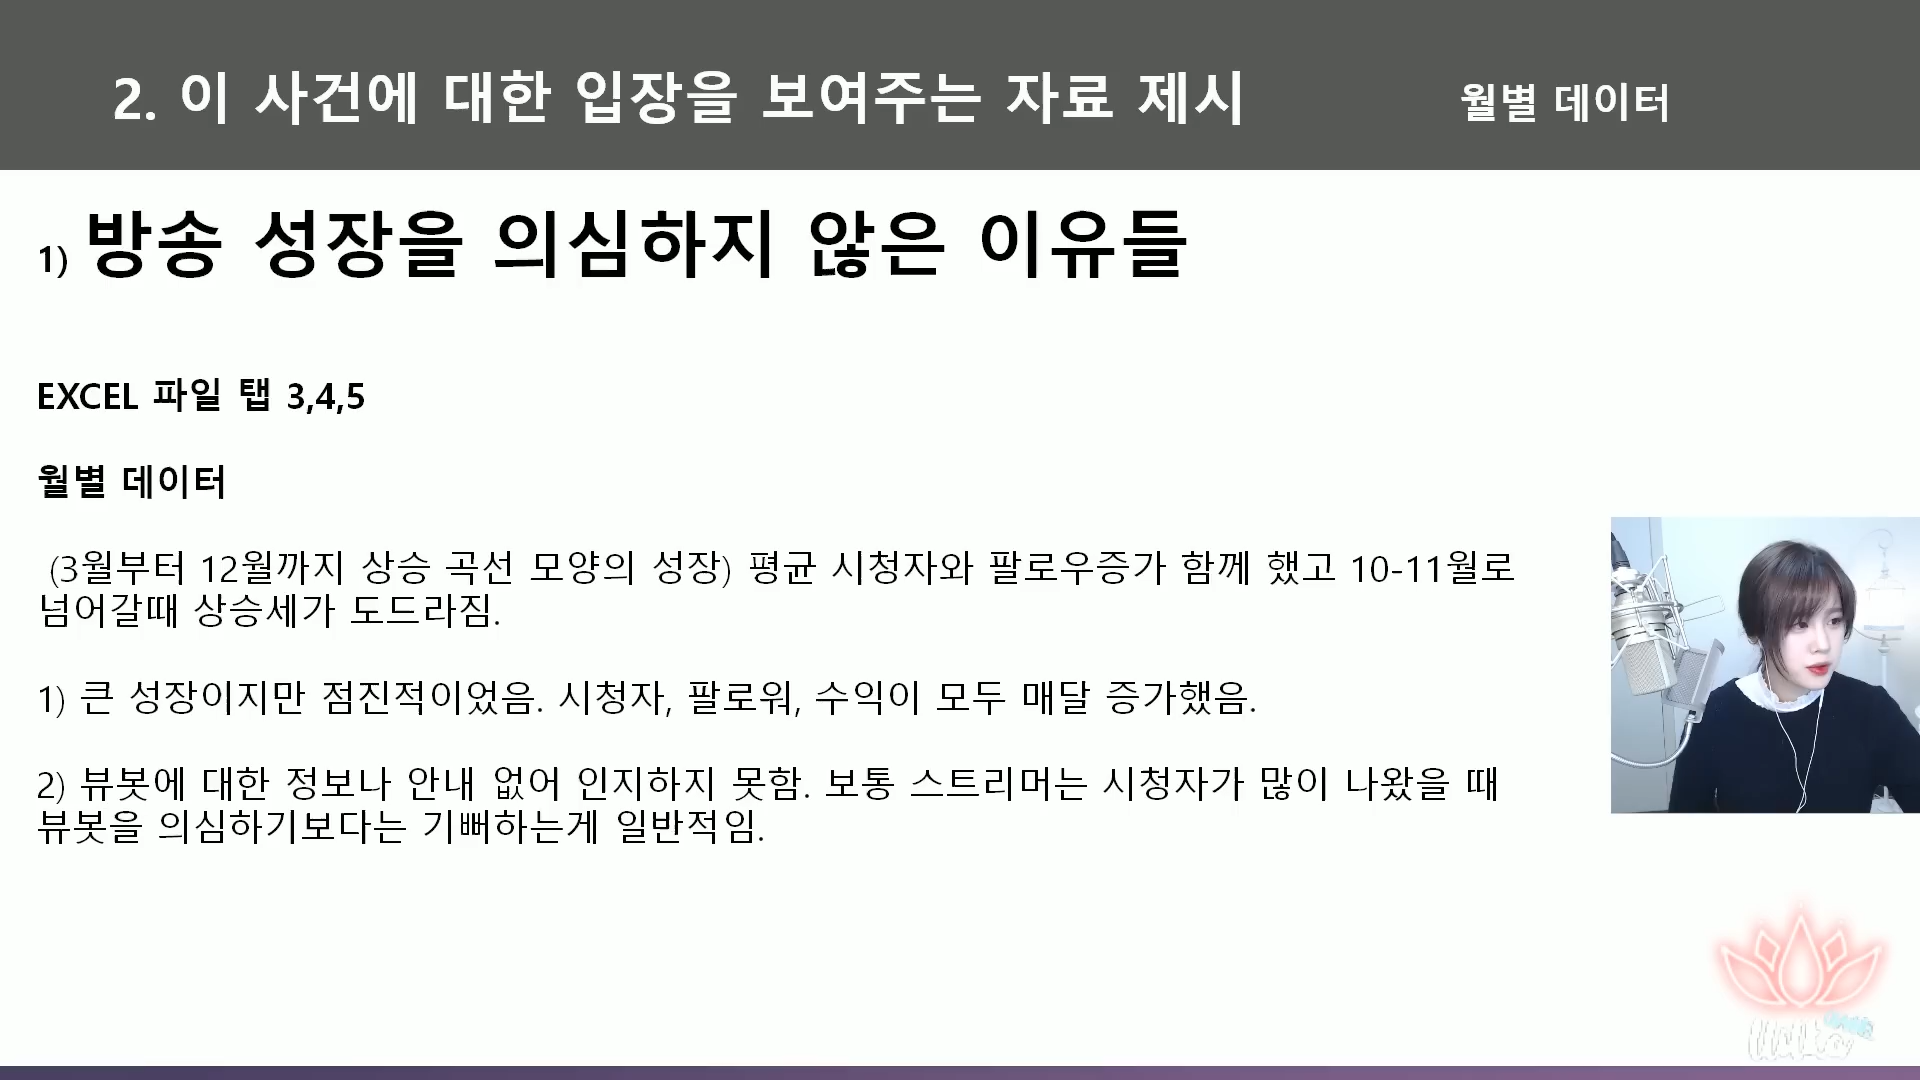 2. 이 사건에 대한 입장을 보여주는 자료 제시
월별 데이터
1) 방송 성장을 의심하지 않은 이유들
EXCEL 파일 탭 3,4,5
월별 데이터
(3월부터 12월까지 상승 곡선 모양의 성장) 평균 시청자와 팔로우증가 함께 했고 10-11월로
넘어갈때 상승세가 도드라짐.
1) 큰 성장이지만 점진적이었음. 시청자, 팔로워, 수익이 모두 매달 증가했음.
2) 뷰봇에 대한 정보나 안내 없어 인지하지 못함. 보통 스트리머는 시청자가 많이 나왔을 때
뷰봇을 의심하기보다는 기뻐하는게 일반적임.